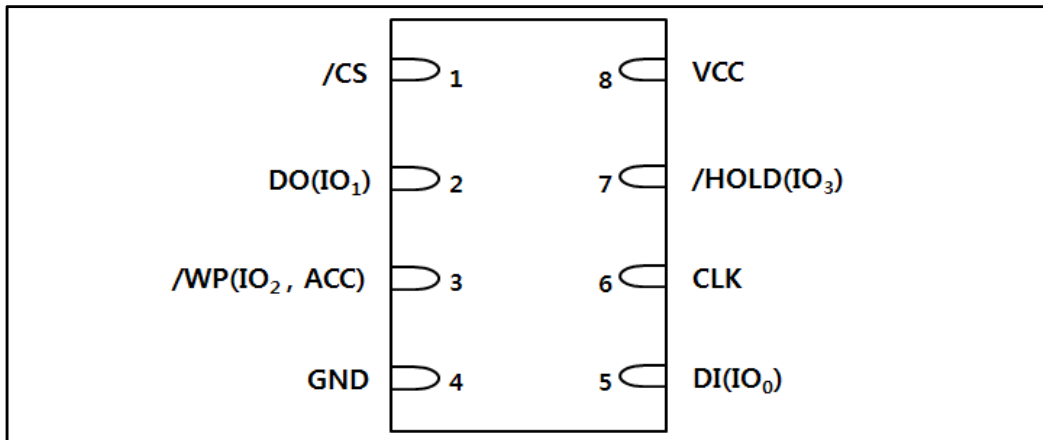 /CS 1 8 VCC
DO(IO₁) 2 7 /HOLD(IO₃)
/WP(IO₂ , ACC) 3 6 CLK
GND 4 5 DI(IO₀)